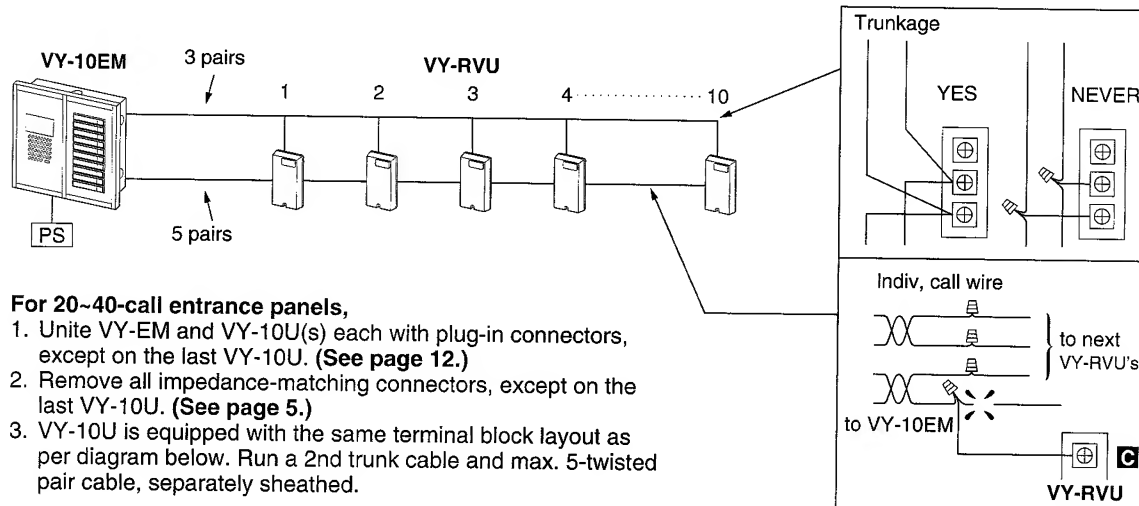 VY-10EM
3 pairs
VY-RVU
1 2 3 4 ............ 10
PS
5 pairs
Trunkage
YES
NEVER
Indiv, call wire
to next
VY-RVU's
to VY-10EM
C
VY-RVU
For 20~40-call entrance panels,
1. Unite VY-EM and VY-10U(s) each with plug-in connectors,
except on the last VY-10U. (See page 12.)
2. Remove all impedance-matching connectors, except on the
last VY-10U. (See page 5.)
3. VY-10U is equipped with the same terminal block layout as
per diagram below. Run a 2nd trunk cable and max. 5-twisted
pair cable, separately sheathed.